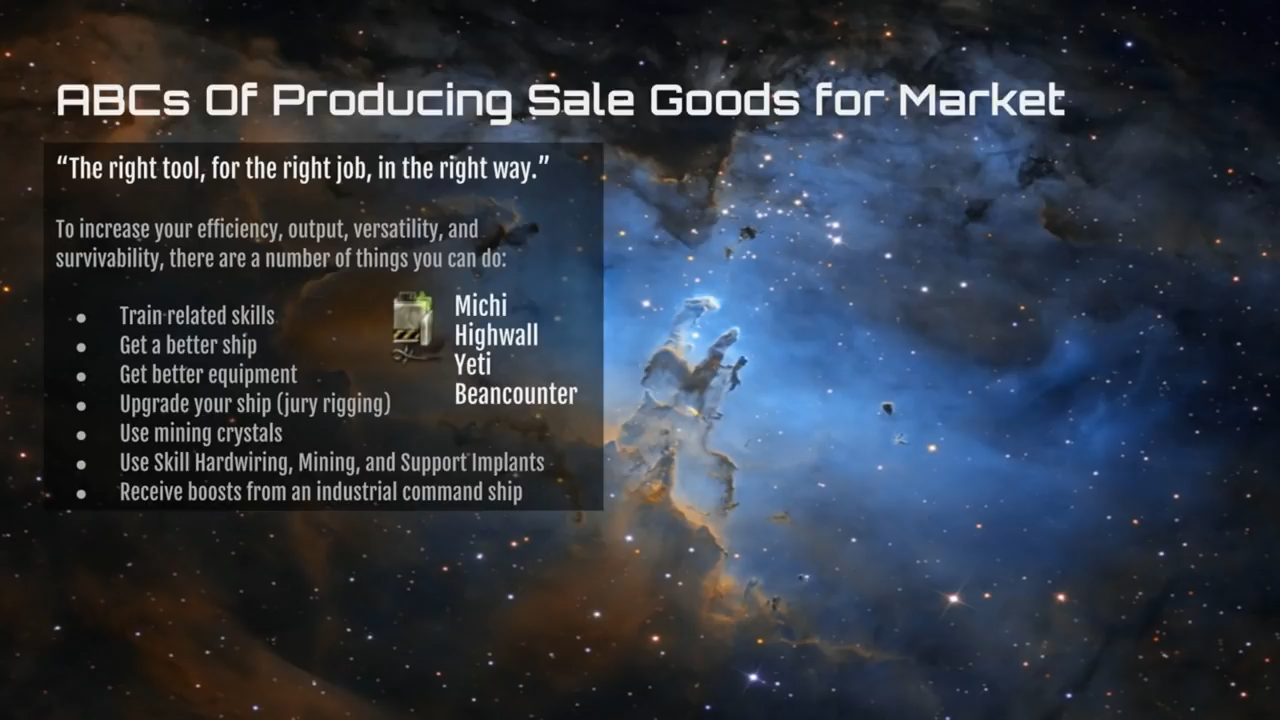 ABCs Of Producing Sale Goods for Market
“The right tool, for the right job, in the right way.”
To increase your efficiency, output, versatility, and
survivability, there are a number of things you can do:
● Train related skills
● Get a better ship
● Get better equipment
● Upgrade your ship (jury rigging)
● Use mining crystals
● Use Skill Hardwiring, Mining, and Support Implants
● Receive boosts from an industrial command ship
Michi
Highwall
Yeti
Beancounter